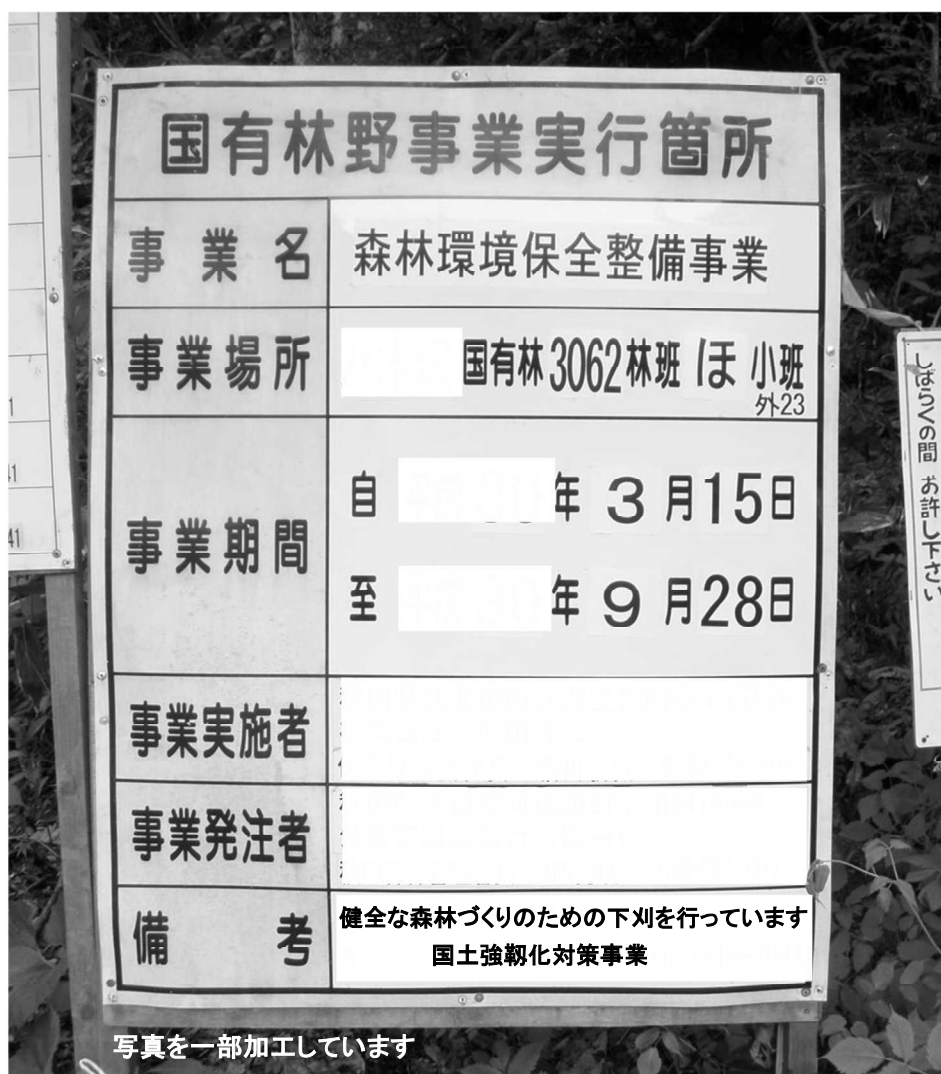 国有林野事業実行箇所
事業名 森林環境保全整備事業
事業場所 国有林3062林班 ほ 小班
外23
事業期間
自 年 3月15日
至 年 9月28日
事業実施者
事業発注者
備考 健全な森林づくりのための下刈を行っています
国土強靱化対策事業
しばらくの間 お許し下さい
1
41
41
写真を一部加工しています